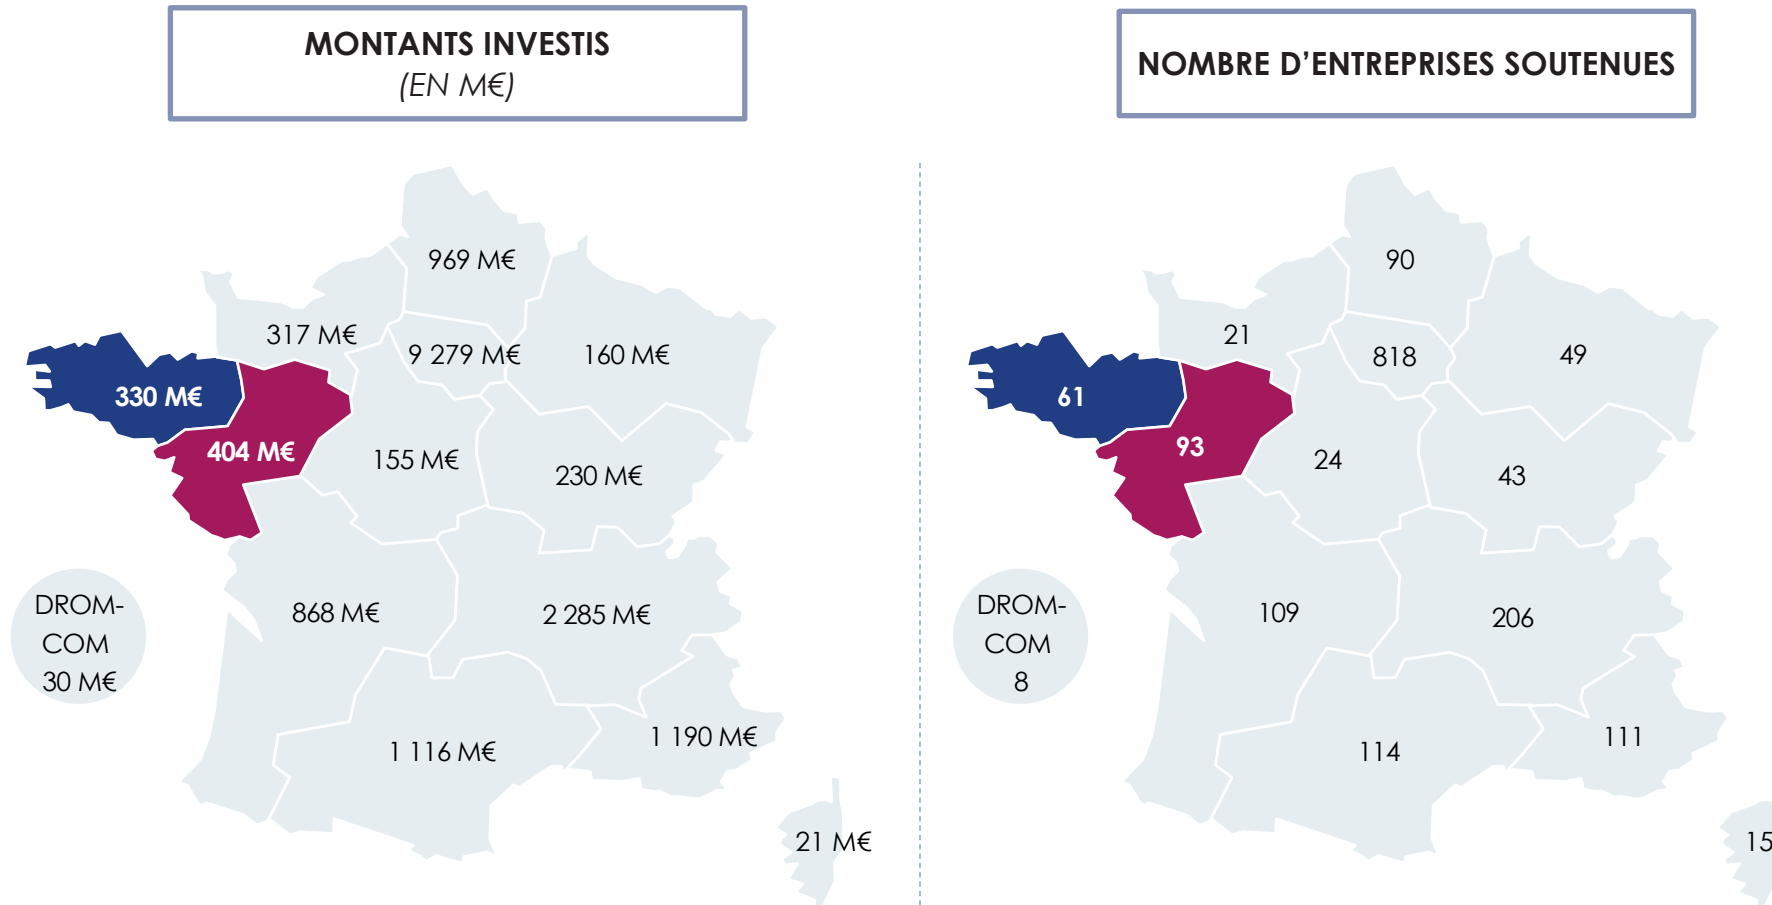 MONTANTS INVESTIS
(EN M€)
969 M€
317 M€
9 279 M€
160 M€
330 M€
404 M€
155 M€
230 M€
DROM-
COM
30 M€
868 M€
2 285 M€
1 116 M€
1 190 M€
21 M€
NOMBRE D’ENTREPRISES SOUTENUES
90
21
818
49
61
93
24
43
DROM-
COM
8
109
206
114
111
15